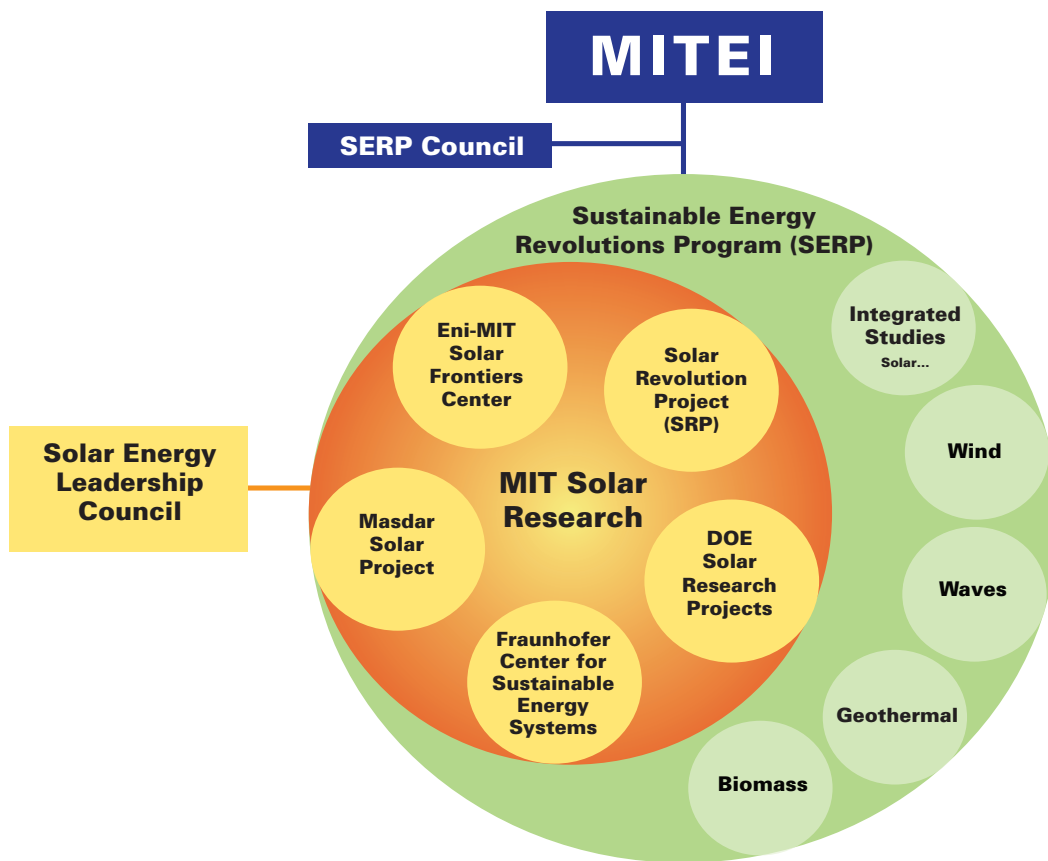 MITEI
SERP Council
Sustainable Energy
Revolutions Program (SERP)
Integrated
Studies
Solar...
Eni-MIT
Solar
Frontiers
Center
Solar
Revolution
Project
(SRP)
Wind
Solar Energy
Leadership
Council
MIT Solar
Research
Masdar
Solar
Project
DOE
Solar
Research
Projects
Waves
Fraunhofer
Center for
Sustainable
Energy
Systems
Geothermal
Biomass